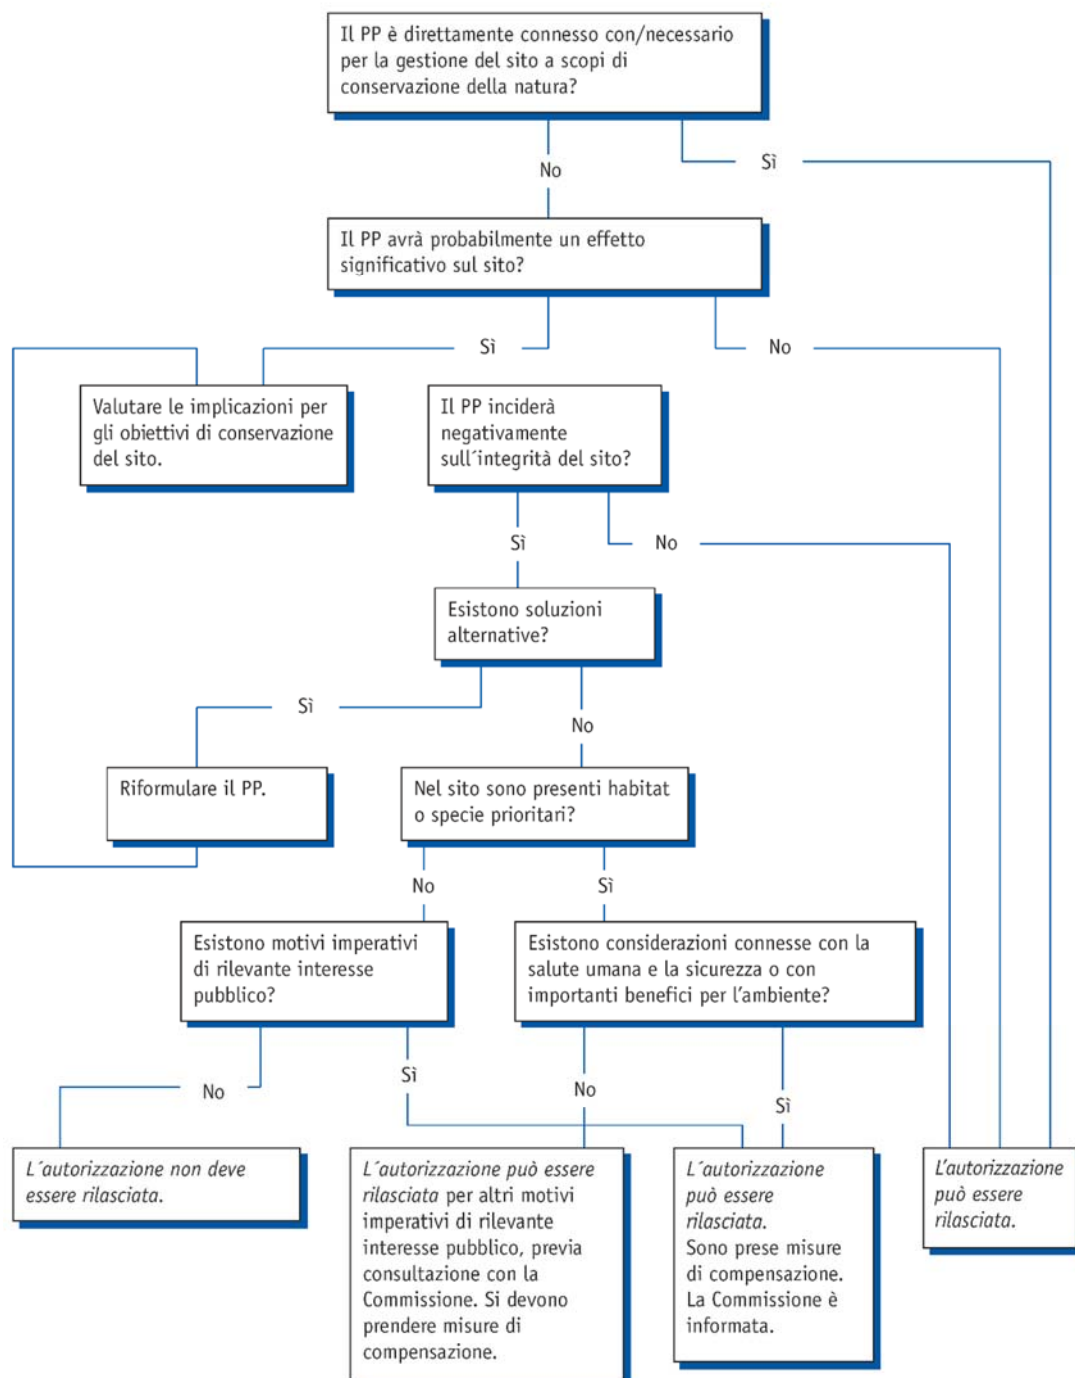 Il PP è direttamente connesso con/necessario
per la gestione del sito a scopi di
conservazione della natura?
Sì
No
Il PP avrà probabilmente un effetto
significativo sul sito?
Sì
No
Valutare le implicazioni per
gli obiettivi di conservazione
del sito.
Il PP inciderà
negativamente
sull´integrità del sito?
Sì
No
Esistono soluzioni
alternative?
Sì
No
Riformulare il PP.
Nel sito sono presenti habitat
o specie prioritari?
No
Sì
Esistono motivi imperativi
di rilevante interesse
pubblico?
Esistono considerazioni connesse con la
salute umana e la sicurezza o con
importanti benefici per l'ambiente?
No
Sì
No
Sì
L´autorizzazione non deve
essere rilasciata.
L´autorizzazione può essere
rilasciata per altri motivi
imperativi di rilevante
interesse pubblico, previa
consultazione con la
Commissione. Si devono
prendere misure di
compensazione.
L´autorizzazione
può essere
rilasciata.
Sono prese misure
di compensazione.
La Commissione è
informata.
L'autorizzazione
può essere
rilasciata.